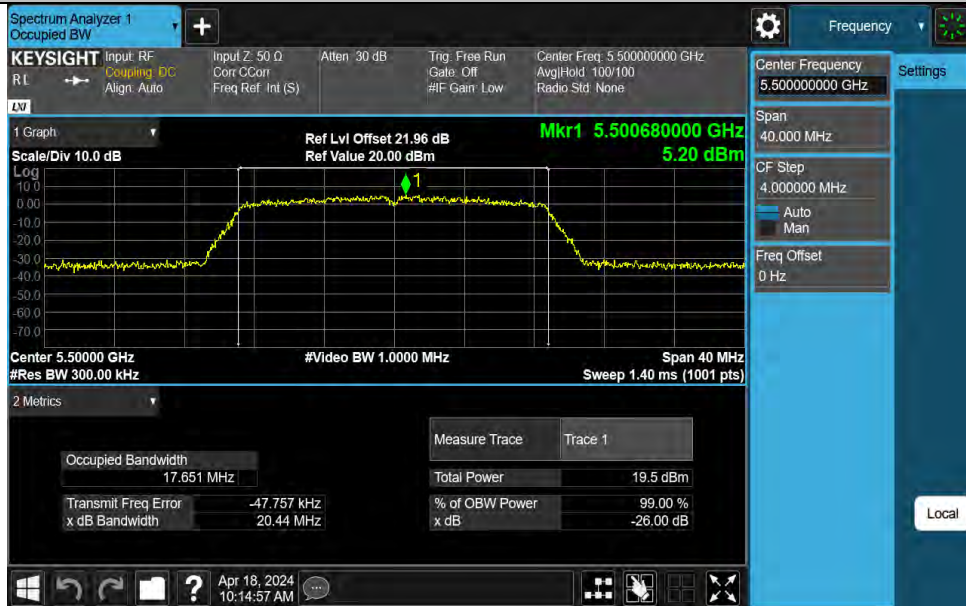 Spectrum Analyzer 1
Occupied BW
+
Frequency
KEYSIGHT
Input: RF
Coupling: DC
Align: Auto
Input Z: 50 Ω
Corr CCorr
Freq Ref: Int (S)
Atten: 30 dB
Trig: Free Run
Gate: Off
#IF Gain: Low
Center Freq: 5.500000000 GHz
Avg|Hold: 100/100
Radio Std: None
LXI
Center Frequency
5.500000000 GHz
Settings
Span
40.000 MHz
CF Step
4.000000 MHz
Auto
Man
Freq Offset
0 Hz
1 Graph
Scale/Div 10.0 dB
Ref Lvl Offset 21.96 dB
Ref Value 20.00 dBm
Mkr1 5.500680000 GHz
5.20 dBm
Log
10.0
0.00
-10.0
-20.0
-30.0
-40.0
-50.0
-60.0
-70.0
1
Center 5.50000 GHz
#Res BW 300.00 kHz
#Video BW 1.0000 MHz
Span 40 MHz
Sweep 1.40 ms (1001 pts)
2 Metrics
Measure Trace
Trace 1
Occupied Bandwidth
17.651 MHz
Total Power
19.5 dBm
Transmit Freq Error
-47.757 kHz
% of OBW Power
99.00 %
x dB Bandwidth
20.44 MHz
x dB
-26.00 dB
Local
?
Apr 18, 2024
10:14:57 AM